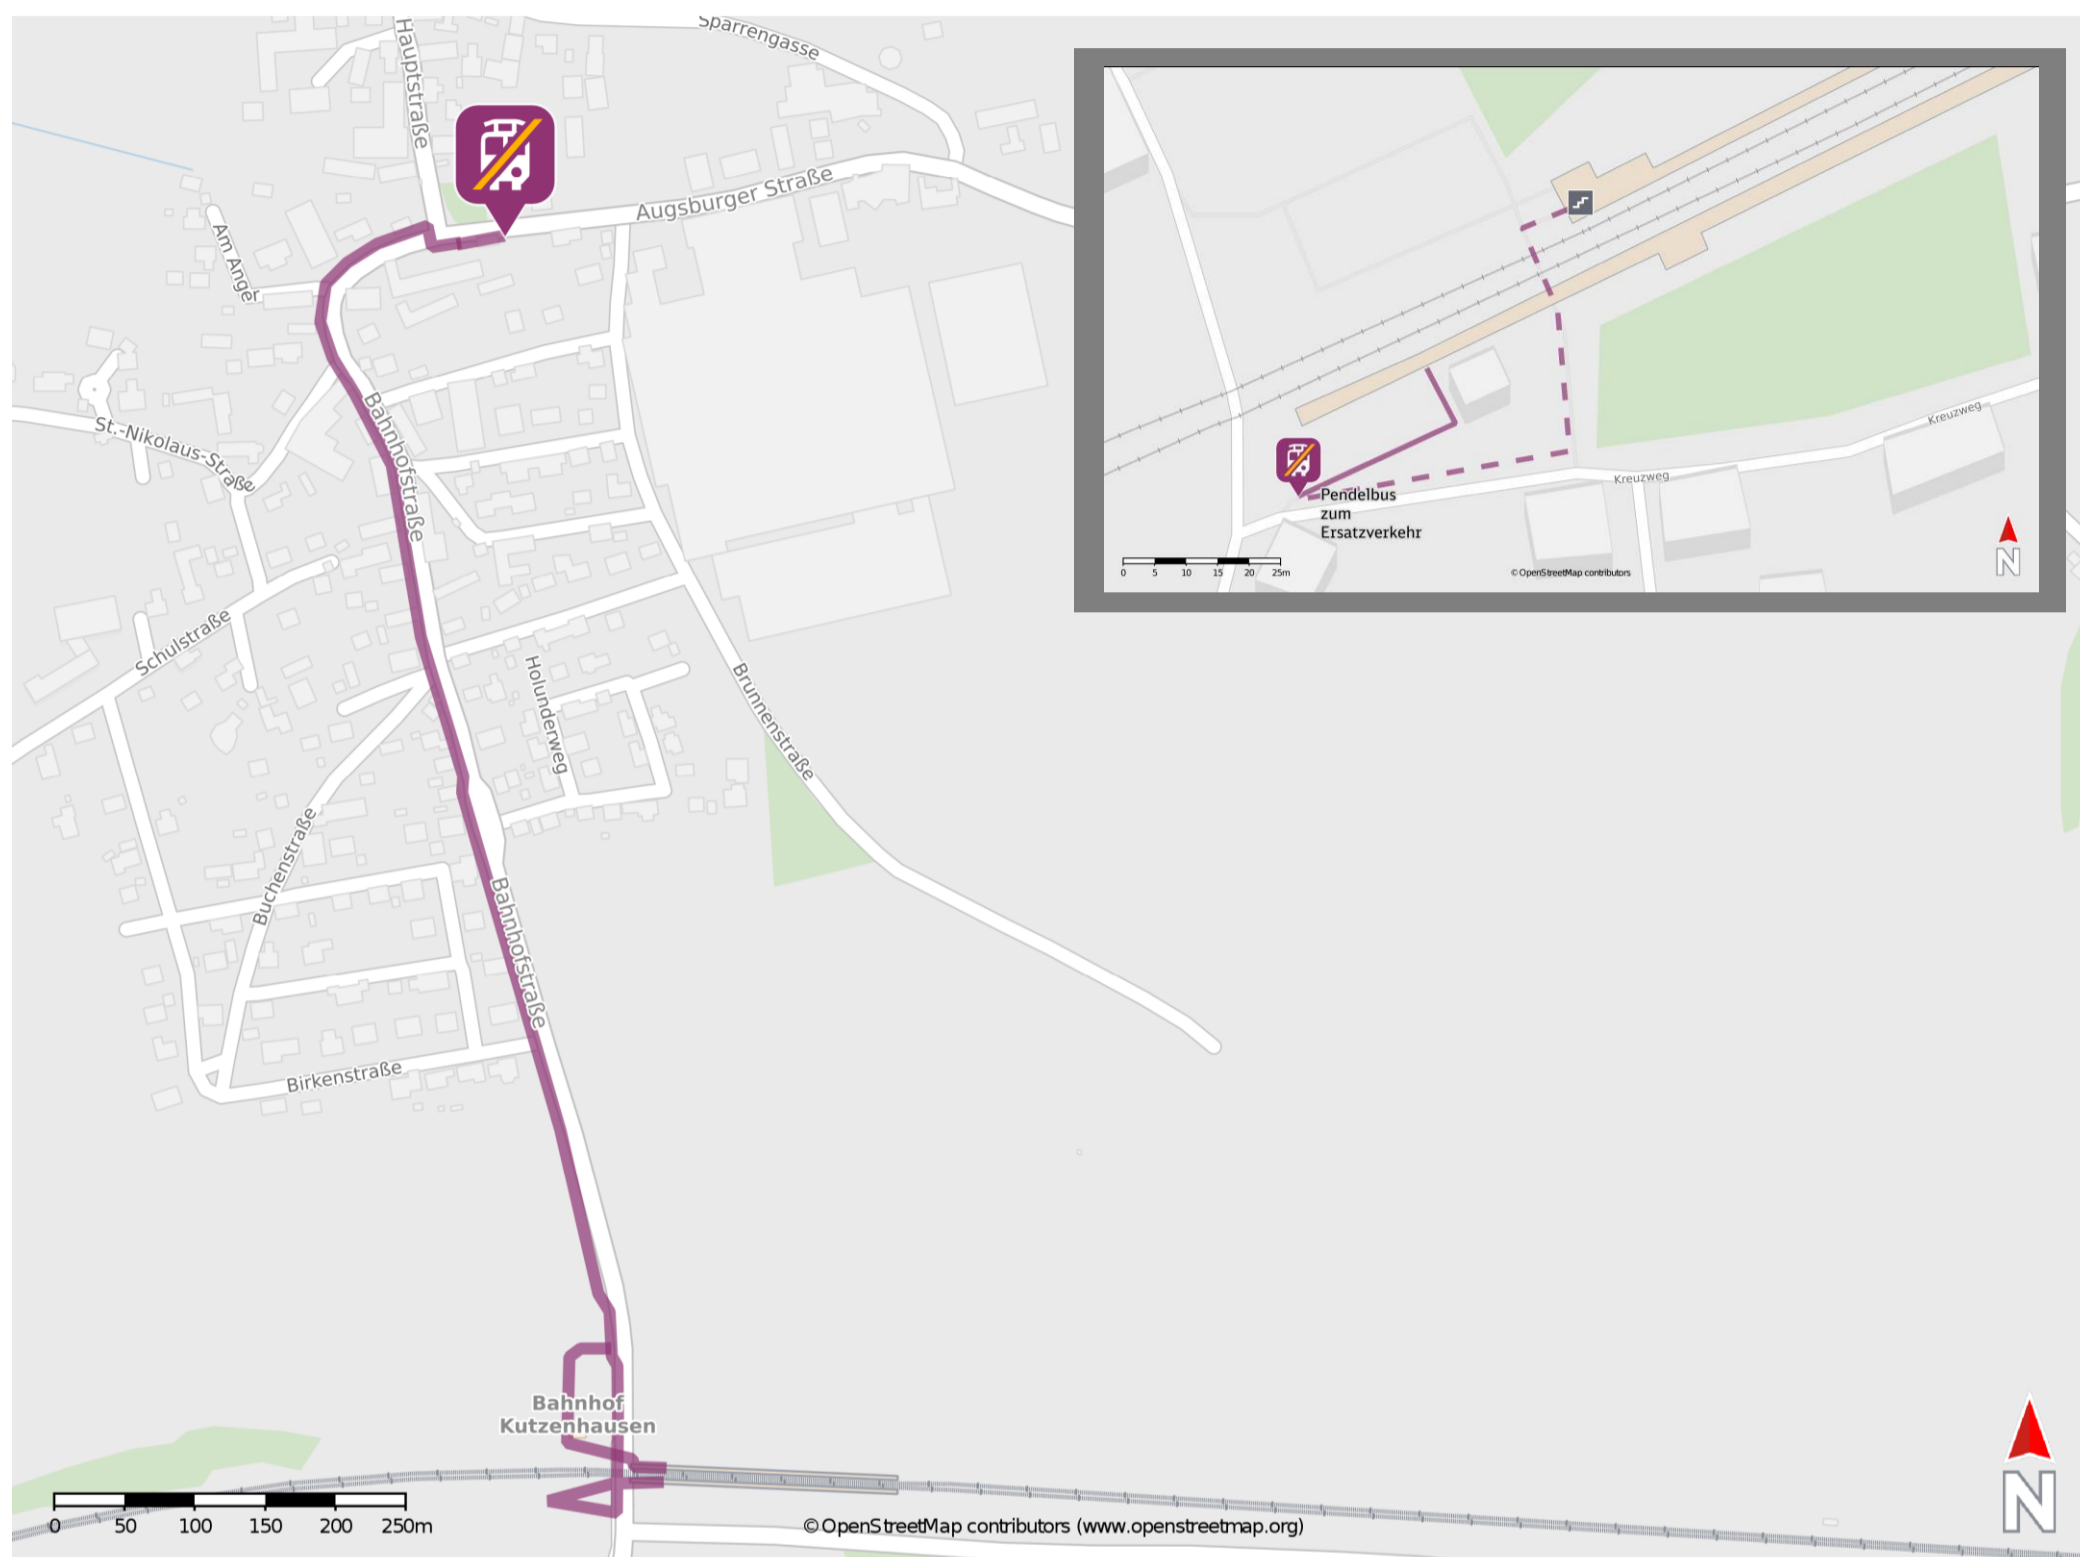 Sparrengasse
Hauptstraße
Augsburger Straße
Am Anger
Bahnhofstraße
St.-Nikolaus-Straße
Schulstraße
Holunderweg
Brunnenstraße
Buchenstraße
Bahnhofstraße
Birkenstraße
Bahnhof
Kutzenhausen
0 50 100 150 200 250m
©OpenStreetMap contributors (www.openstreetmap.org)
N
Kreuzweg
Kreuzweg
Pendelbus
zum
Ersatzverkehr
0 5 10 15 20 25m
©OpenStreetMap contributors
N